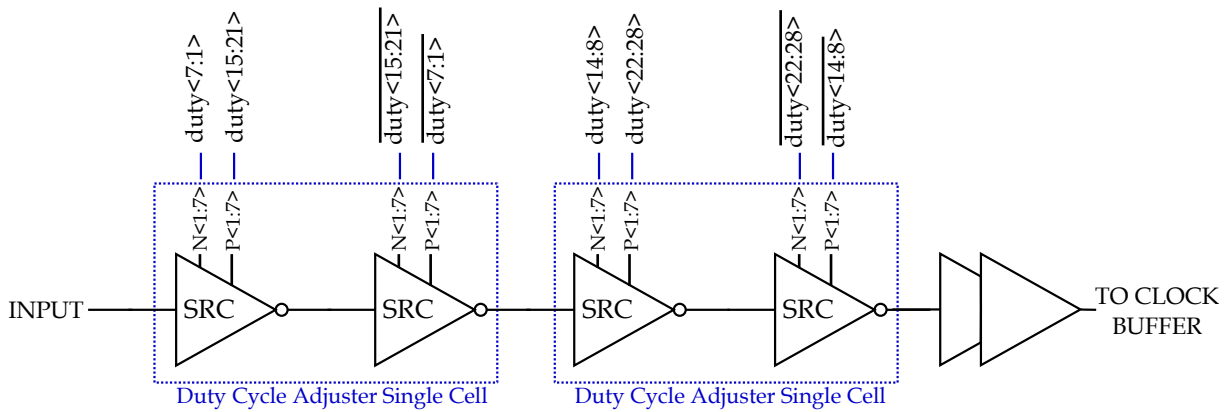 duty<7:1>
duty<15:21>
duty<15:21>
duty<7:1>
duty<14:8>
duty<22:28>
duty<22:28>
duty<14:8>
N<1:7>
P<1:7>
N<1:7>
P<1:7>
N<1:7>
P<1:7>
N<1:7>
P<1:7>
INPUT
SRC
SRC
SRC
SRC
TO CLOCK
BUFFER
Duty Cycle Adjuster Single Cell
Duty Cycle Adjuster Single Cell